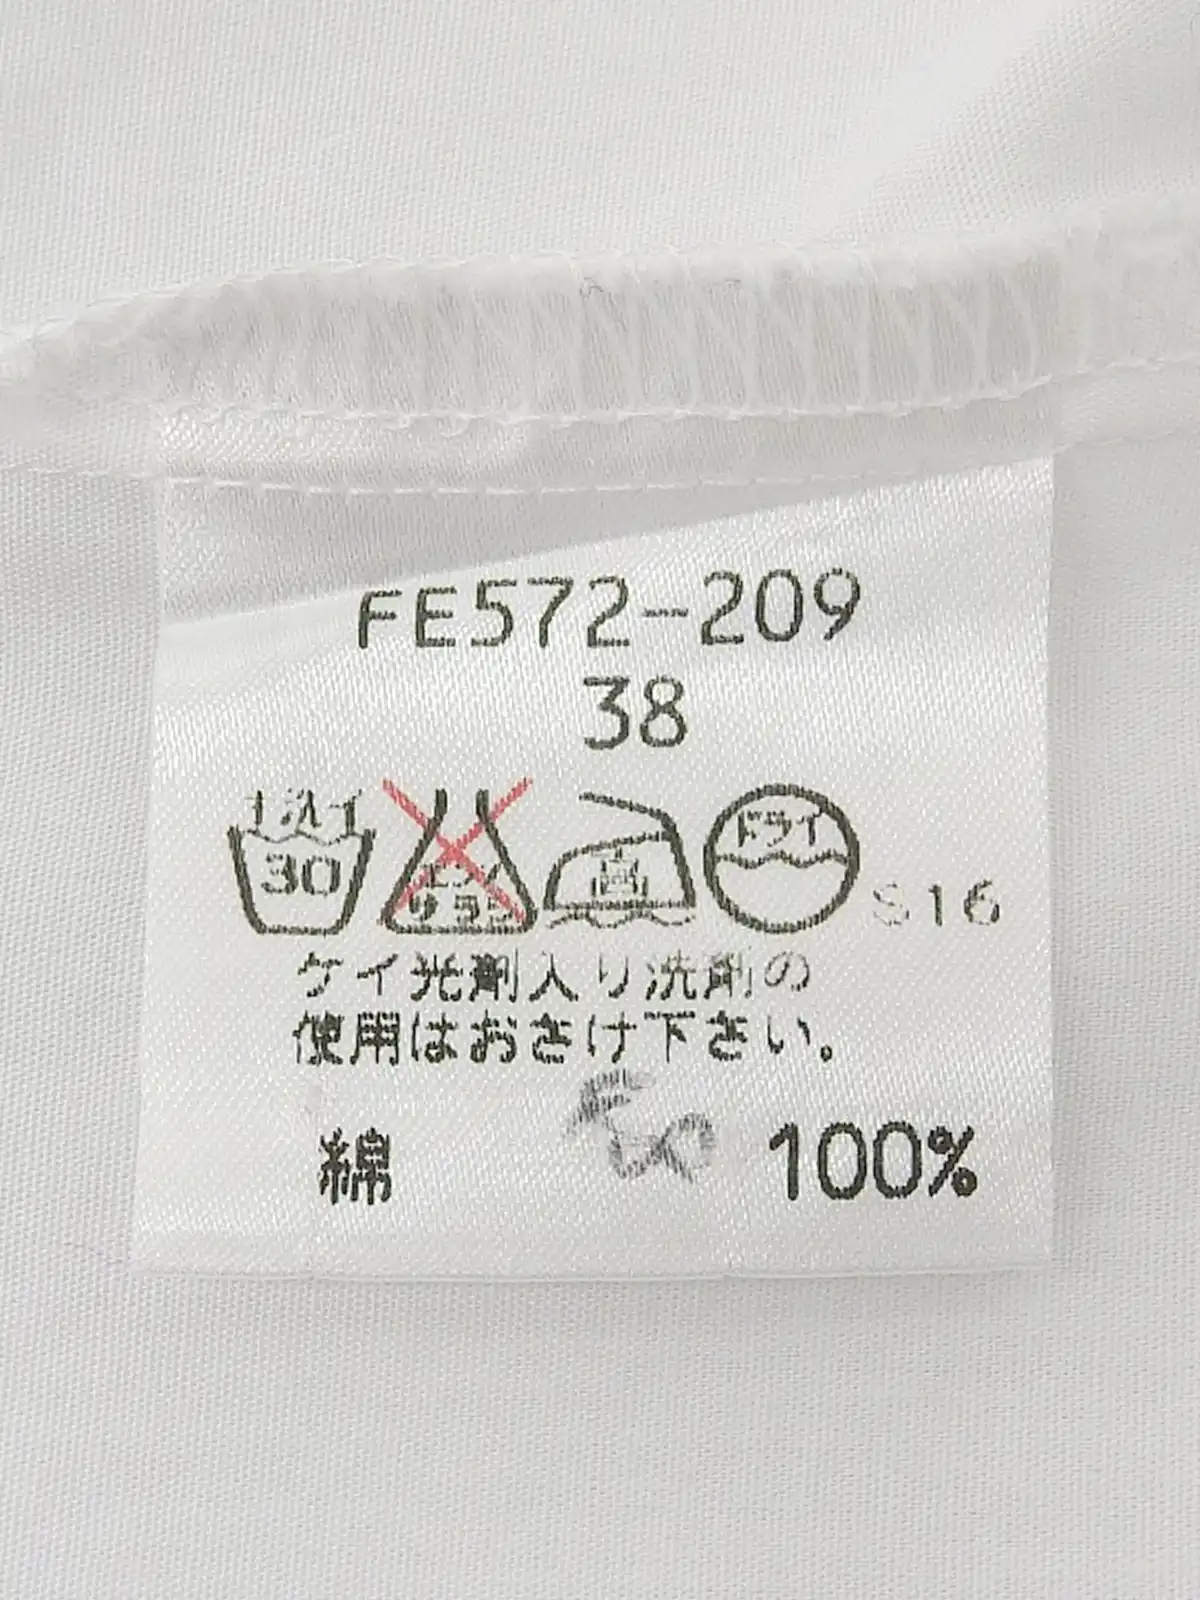 FE572-209
38
手洗イ
30
エンソ
サラシ
中
ドライ
S16
ケイ光剤入り洗剤の
使用はおさけ下さい。
綿 100%